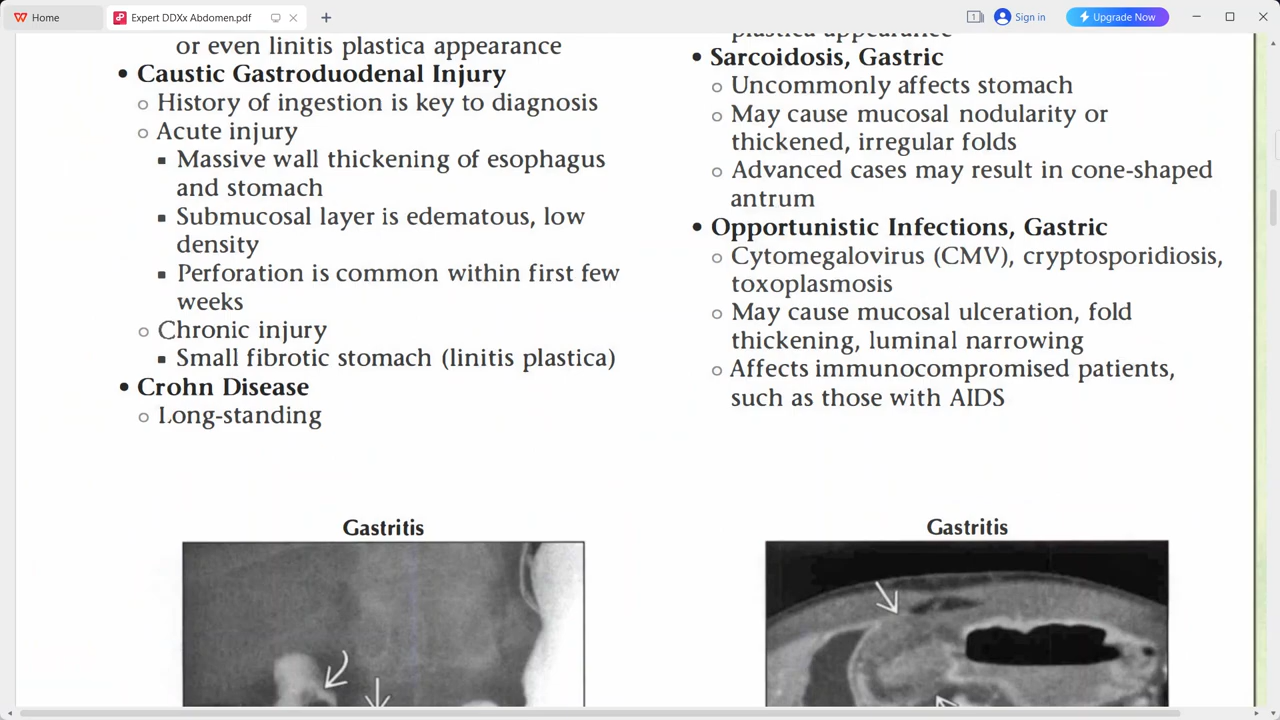 Home
Expert DDXx Abdomen.pdf
1
Sign in
Upgrade Now
or even linitis plastica appearance
• Caustic Gastroduodenal Injury
○ History of ingestion is key to diagnosis
○ Acute injury
▪ Massive wall thickening of esophagus
and stomach
▪ Submucosal layer is edematous, low
density
▪ Perforation is common within first few
weeks
○ Chronic injury
▪ Small fibrotic stomach (linitis plastica)
• Crohn Disease
○ Long-standing
plastica appearance
• Sarcoidosis, Gastric
○ Uncommonly affects stomach
○ May cause mucosal nodularity or
thickened, irregular folds
○ Advanced cases may result in cone-shaped
antrum
• Opportunistic Infections, Gastric
○ Cytomegalovirus (CMV), cryptosporidiosis,
toxoplasmosis
○ May cause mucosal ulceration, fold
thickening, luminal narrowing
○ Affects immunocompromised patients,
such as those with AIDS
Gastritis
Gastritis